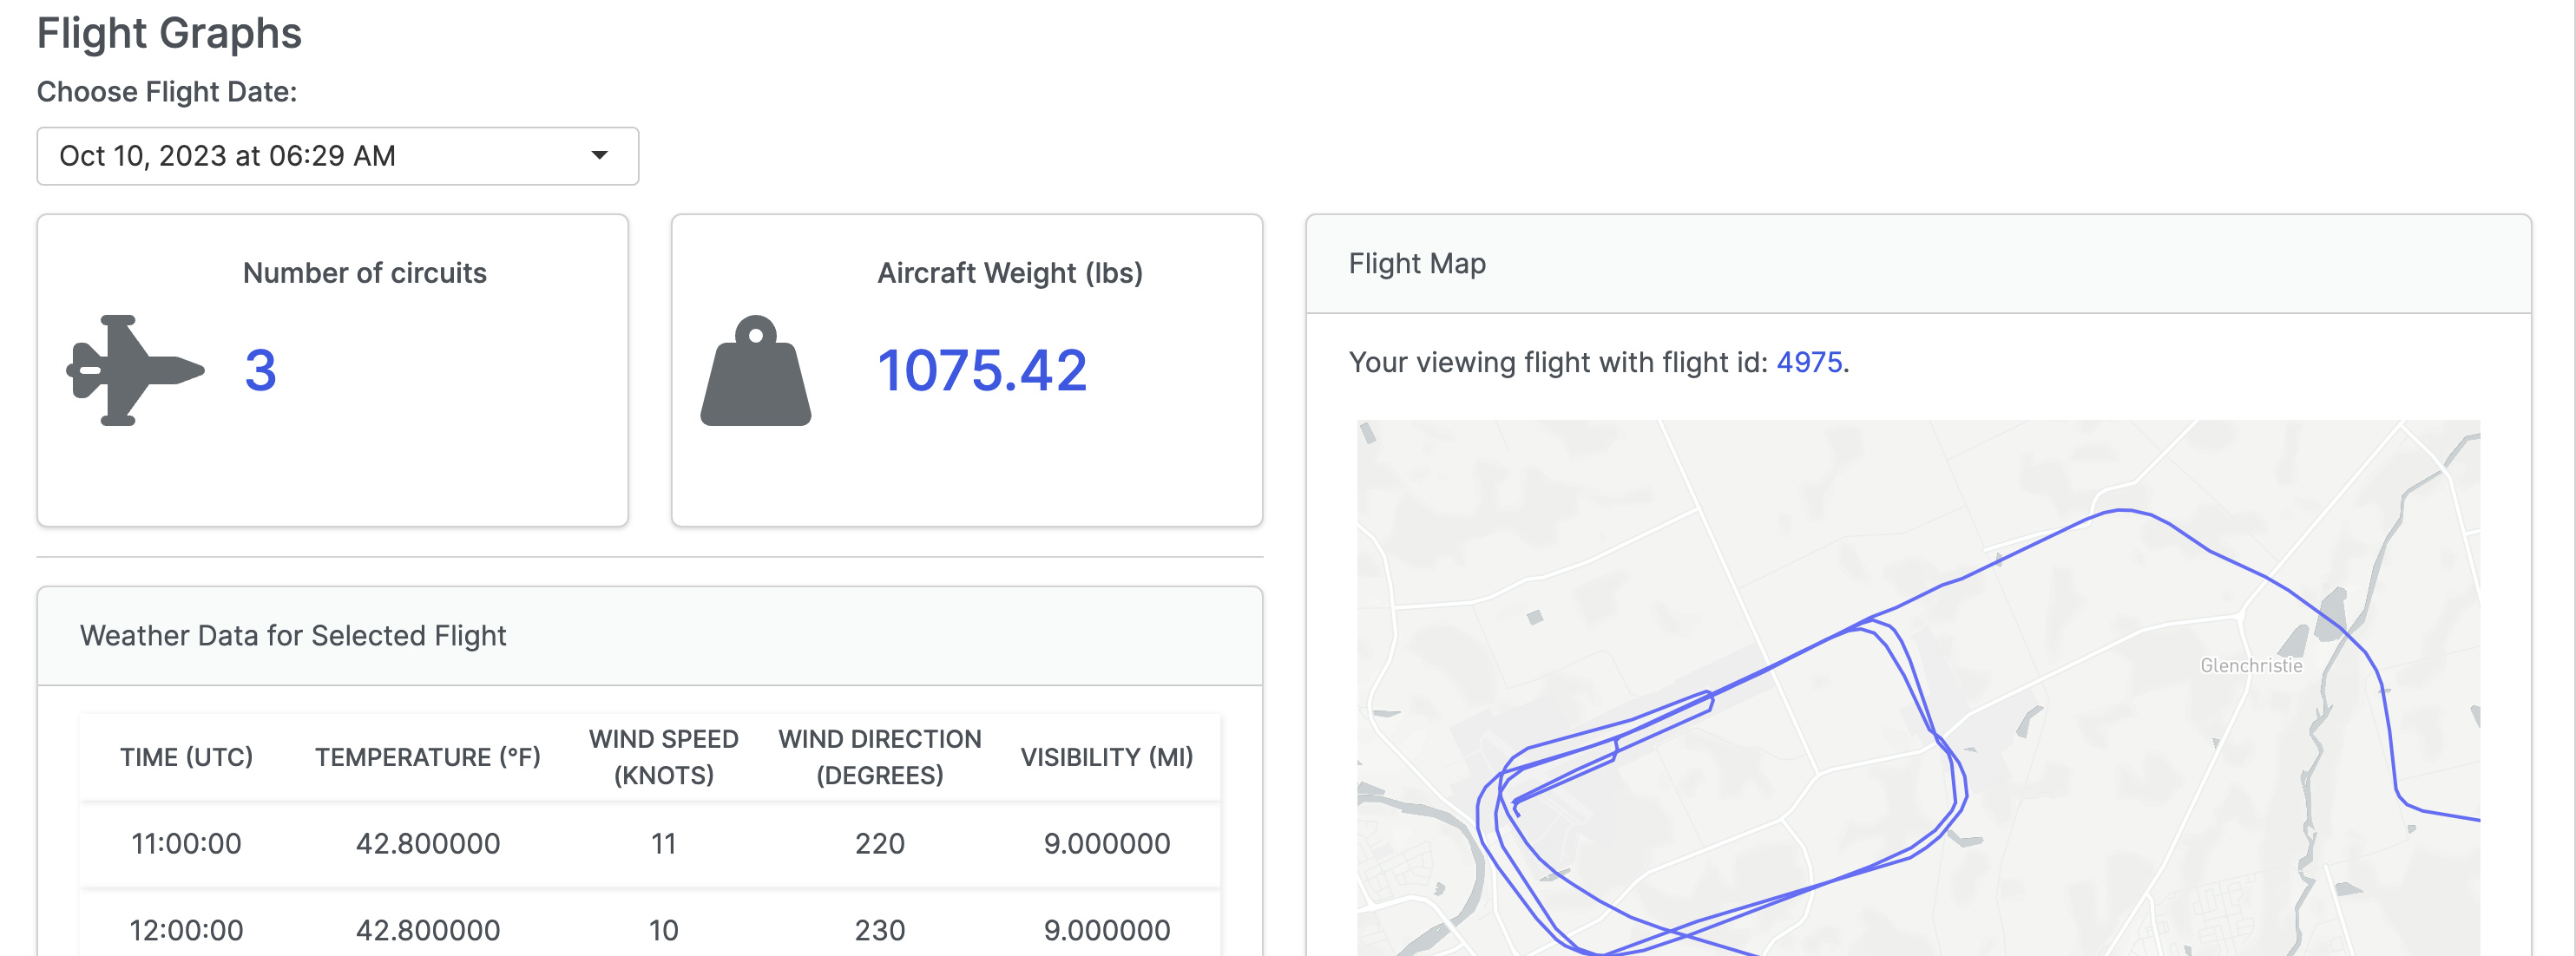 Flight Graphs
Choose Flight Date:
Oct 10, 2023 at 06:29 AM
Number of circuits
3
Aircraft Weight (lbs)
1075.42
Weather Data for Selected Flight
TIME (UTC) TEMPERATURE (°F) WIND SPEED (KNOTS) WIND DIRECTION (DEGREES) VISIBILITY (MI)
11:00:00 42.800000 11 220 9.000000
12:00:00 42.800000 10 230 9.000000
Flight Map
Your viewing flight with flight id: 4975.
Glenchristie